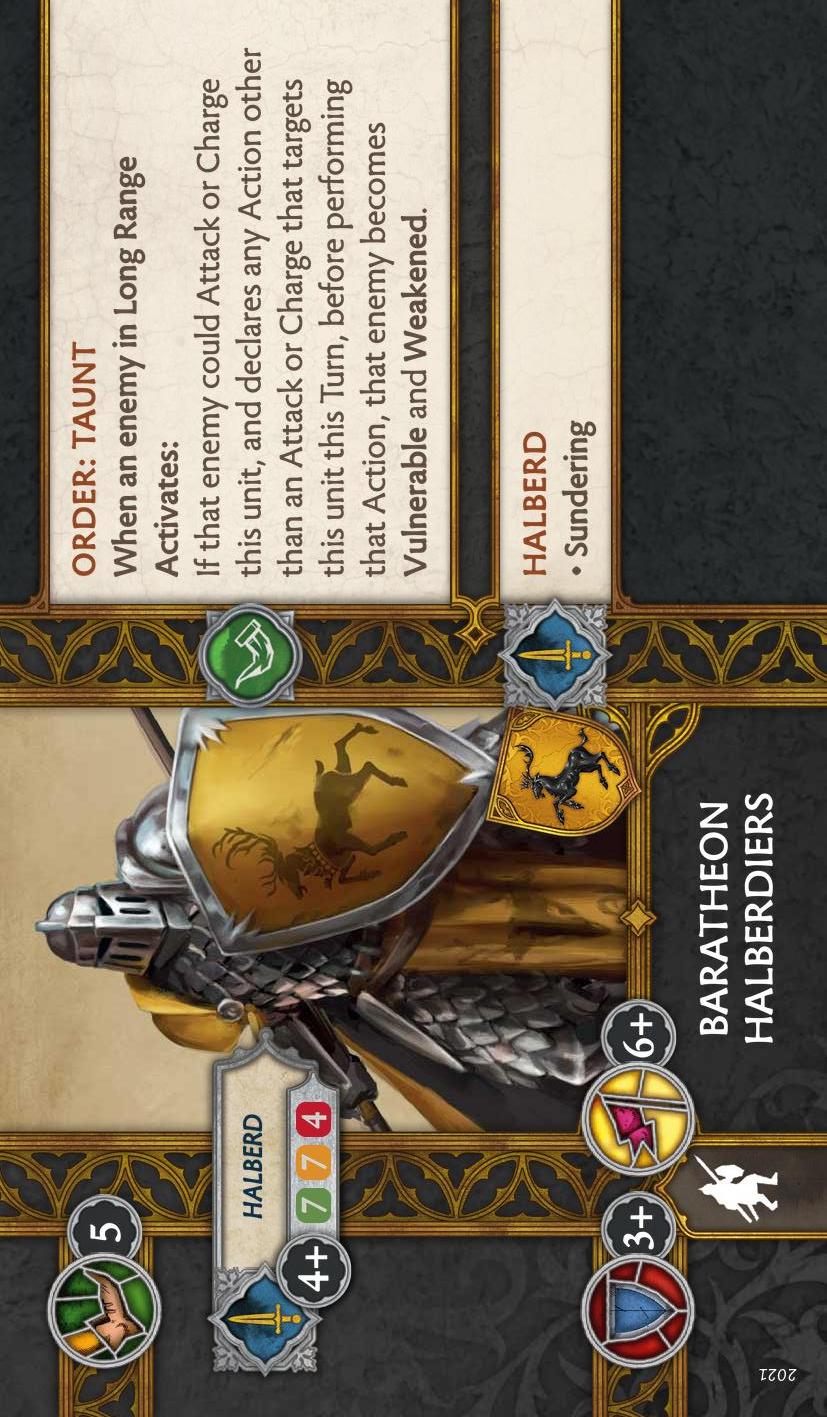 5
HALBERD
4+
7 7 4
3+
6+
BARATHEON
HALBERDIERS
2021
ORDER: TAUNT
When an enemy in Long Range
Activates:
If that enemy could Attack or Charge
this unit, and declares any Action other
than an Attack or Charge that targets
this unit this Turn, before performing
that Action, that enemy becomes
Vulnerable and Weakened.
HALBERD
• Sundering